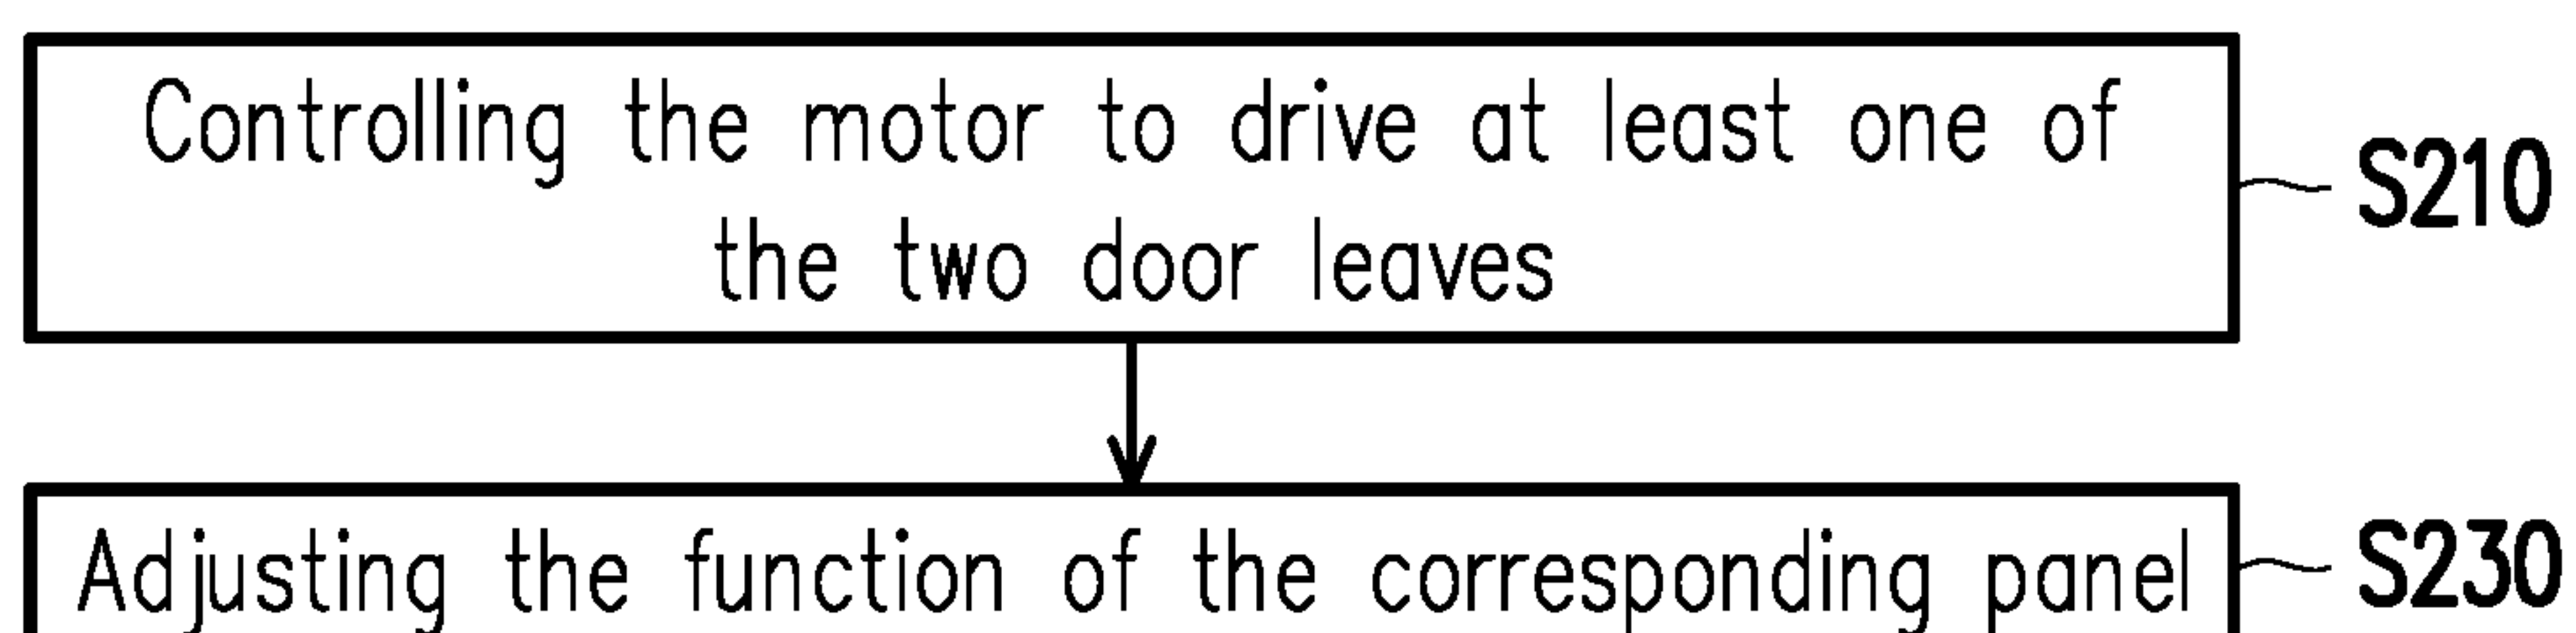 Controlling the motor to drive at least one of
the two door leaves
S210
Adjusting the function of the corresponding panel
S230